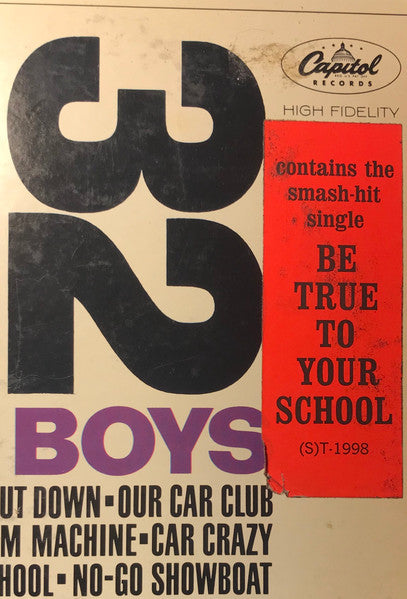 32
Capitol
RECORDS
HIGH FIDELITY
contains the
smash-hit
single
BE
TRUE
TO
YOUR
SCHOOL
(S)T-1998
BOYS
UT DOWN▪OUR CAR CLUB
M MACHINE▪CAR CRAZY
HOOL▪NO-GO SHOWBOAT